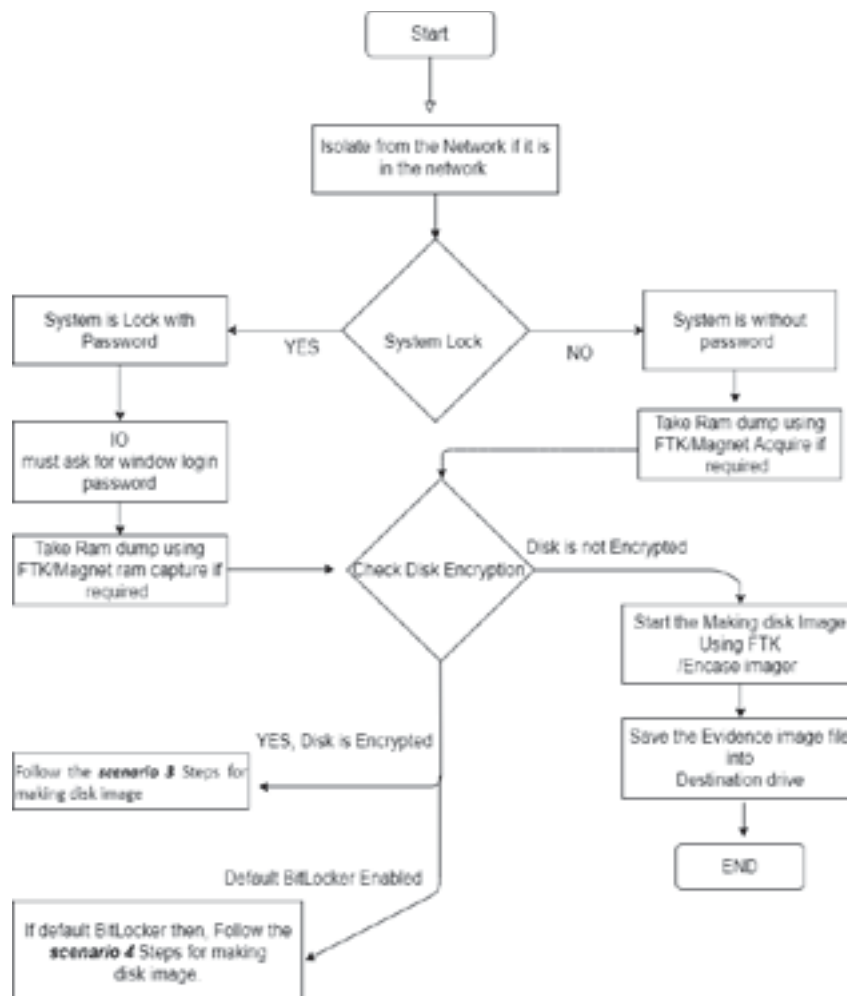 Start
Isolate from the Network if it is
in the network
System is Lock with
Password
YES
System Lock
NO
System is without
password
IO
must ask for window login
password
Take Ram dump using
FTK/Magnet Acquire if
required
Take Ram dump using
FTK/Magnet ram capture if
required
Check Disk Encryption
Disk is not Encrypted
Start the Making disk Image
Using FTK
/Encase imager
YES, Disk is Encrypted
Follow the scenario 3 Steps for
making disk image
Save the Evidence image file
into
Destination drive
Default BitLocker Enabled
END
If default BitLocker then, Follow the
scenario 4 Steps for making
disk image.